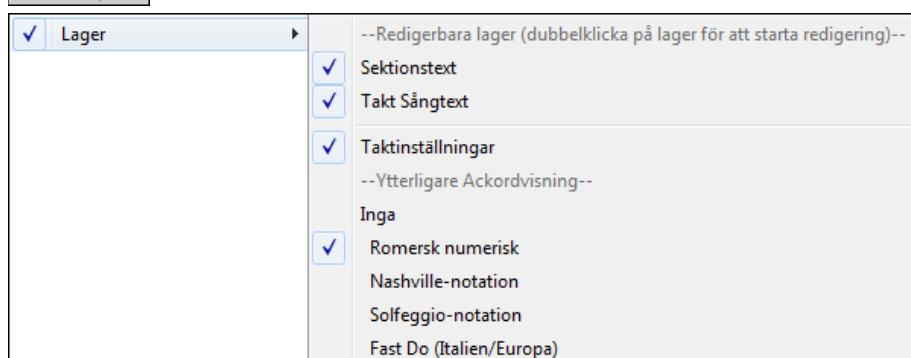 Lager
--Redigerbara lager (dubbelklicka på lager för att starta redigering)--
Sektionstext
Takt Sångtext
Taktinställningar
--Ytterligare Ackordvisning--
Inga
Romersk numerisk
Nashville-notation
Solfeggio-notation
Fast Do (Italien/Europa)